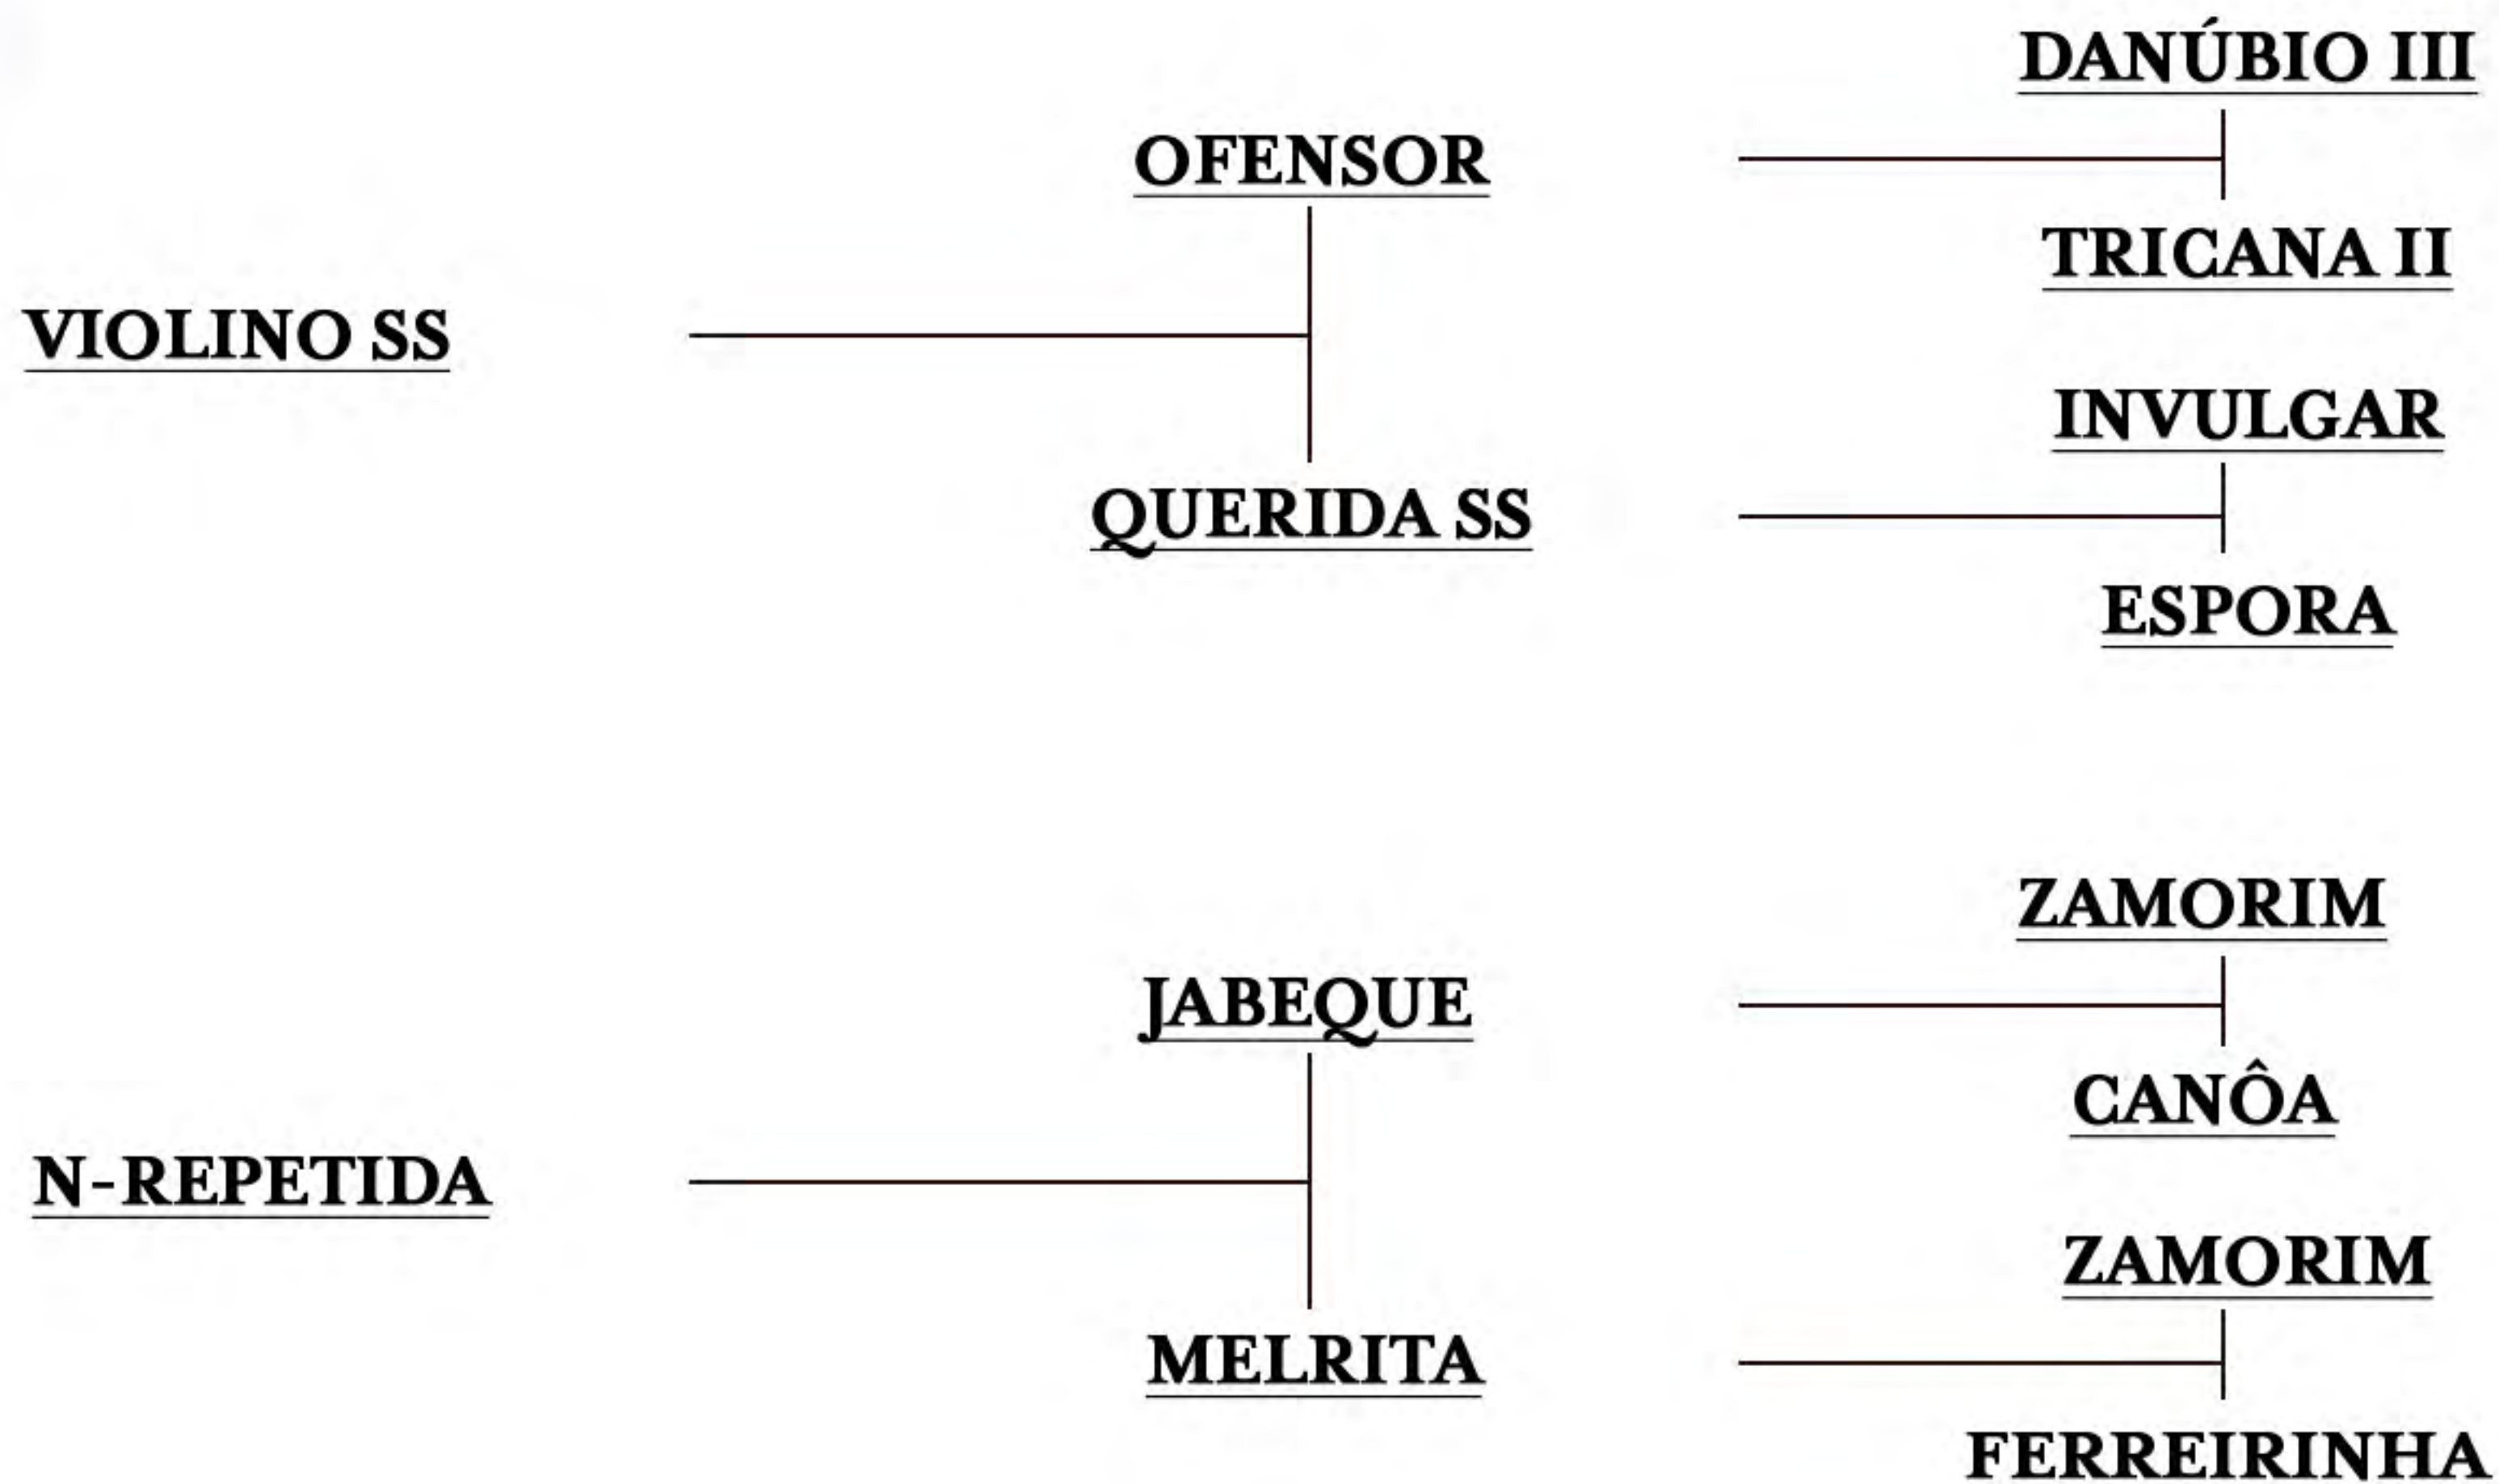 DANÚBIO III
OFENSOR
TRICANA II
VIOLINO SS
INVULGAR
QUERIDA SS
ESPORA
ZAMORIM
JABEQUE
CANÔA
N-REPETIDA
ZAMORIM
MELRITA
FERREIRINHA